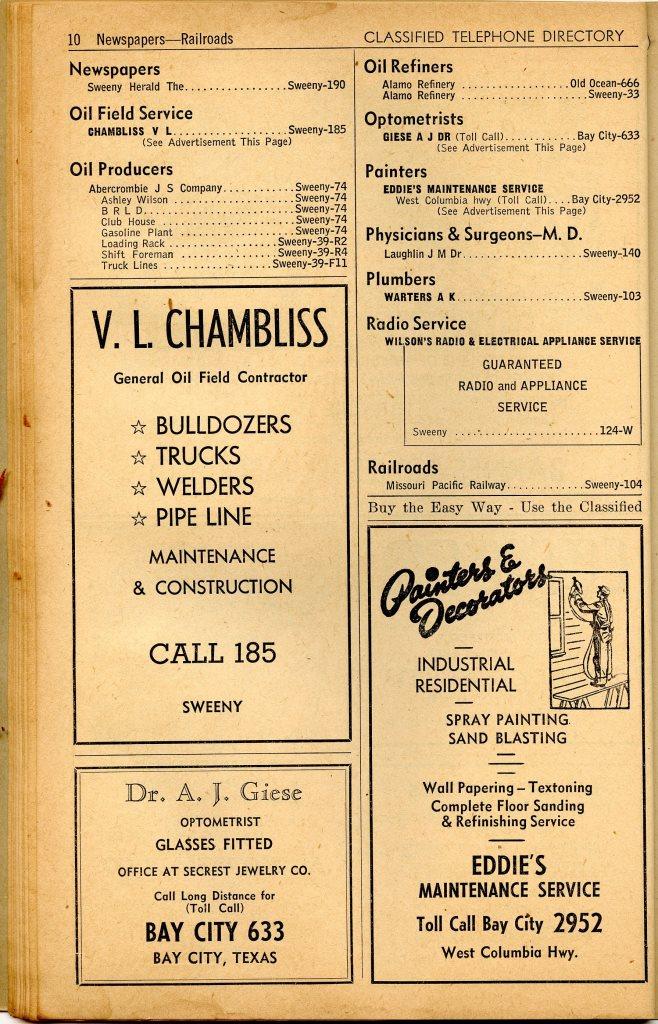 10 Newspapers—Railroads
CLASSIFIED TELEPHONE DIRECTORY
Newspapers
Sweeny Herald The................Sweeny-190
Oil Field Service
CHAMBLISS V L....................Sweeny-185
(See Advertisement This Page)
Oil Producers
Abercrombie J S Company...........Sweeny-74
Ashley Wilson ....................Sweeny-74
B R L D...........................Sweeny-74
Club House .......................Sweeny-74
Gasoline Plant ...................Sweeny-74
Loading Rack ..................Sweeny-39-R2
Shift Foreman .................Sweeny-39-R4
Truck Lines ..................Sweeny-39-F11
V. L. CHAMBLISS
General Oil Field Contractor
☆ BULLDOZERS
☆ TRUCKS
☆ WELDERS
☆ PIPE LINE
MAINTENANCE
& CONSTRUCTION
CALL 185
SWEENY
Dr. A. J. Giese
OPTOMETRIST
GLASSES FITTED
OFFICE AT SECREST JEWELRY CO.
Call Long Distance for
(Toll Call)
BAY CITY 633
BAY CITY, TEXAS
Oil Refiners
Alamo Refinery ................Old Ocean-666
Alamo Refinery ...................Sweeny-33
Optometrists
GIESE A J DR (Toll Call)...........Bay City-633
(See Advertisement This Page)
Painters
EDDIE'S MAINTENANCE SERVICE
West Columbia hwy (Toll Call)....Bay City-2952
(See Advertisement This Page)
Physicians & Surgeons—M. D.
Laughlin J M Dr..................Sweeny-140
Plumbers
WARTERS A K...................Sweeny-103
Radio Service
WILSON'S RADIO & ELECTRICAL APPLIANCE SERVICE
GUARANTEED
RADIO and APPLIANCE
SERVICE
Sweeny .....................124-W
Railroads
Missouri Pacific Railway............Sweeny-104
Buy the Easy Way - Use the Classified
Painters &
Decorators
INDUSTRIAL
RESIDENTIAL
SPRAY PAINTING
SAND BLASTING
Wall Papering – Textoning
Complete Floor Sanding
& Refinishing Service
EDDIE'S
MAINTENANCE SERVICE
Toll Call Bay City 2952
West Columbia Hwy.